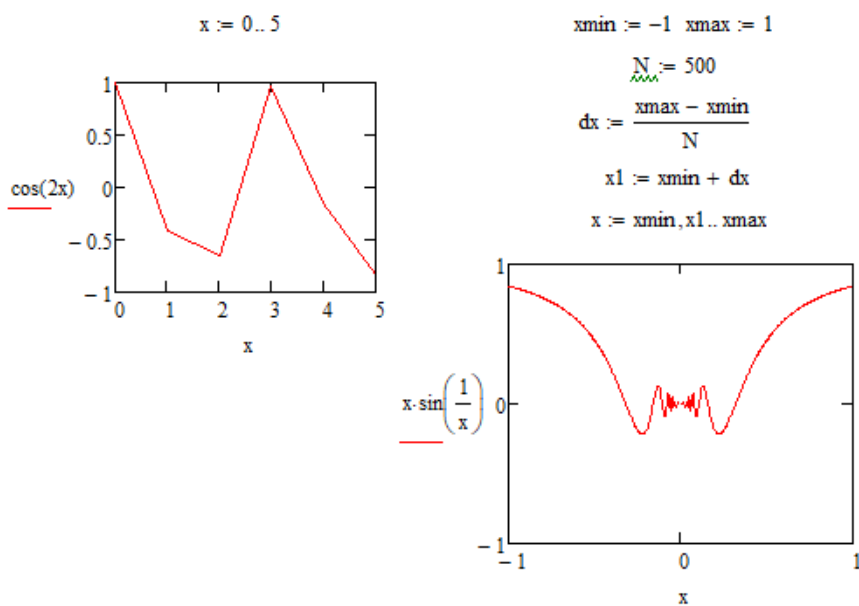 x := 0 .. 5
1
0.5
cos(2x) 0
− 0.5
− 1
0 1 2 3 4 5
x
xmin := −1 xmax := 1
N := 500
dx := (xmax − xmin) / N
x1 := xmin + dx
x := xmin, x1 .. xmax
1
x·sin(1/x) 0
− 1
− 1 0 1
x